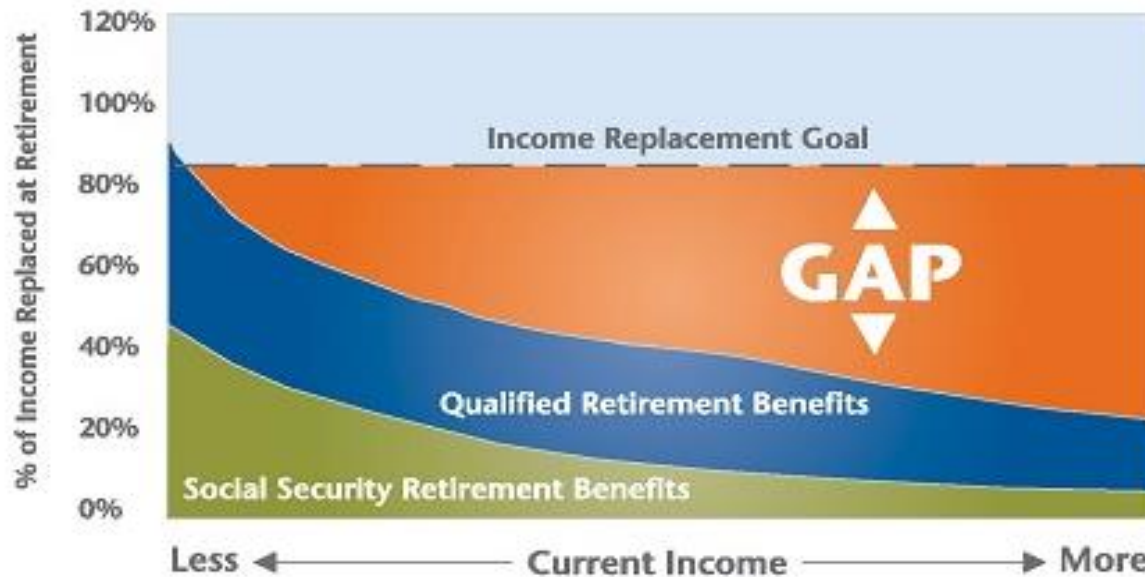 % of Income Replaced at Retirement
120%
100%
80%
60%
40%
20%
0%
Income Replacement Goal
GAP
Qualified Retirement Benefits
Social Security Retirement Benefits
Less Current Income More